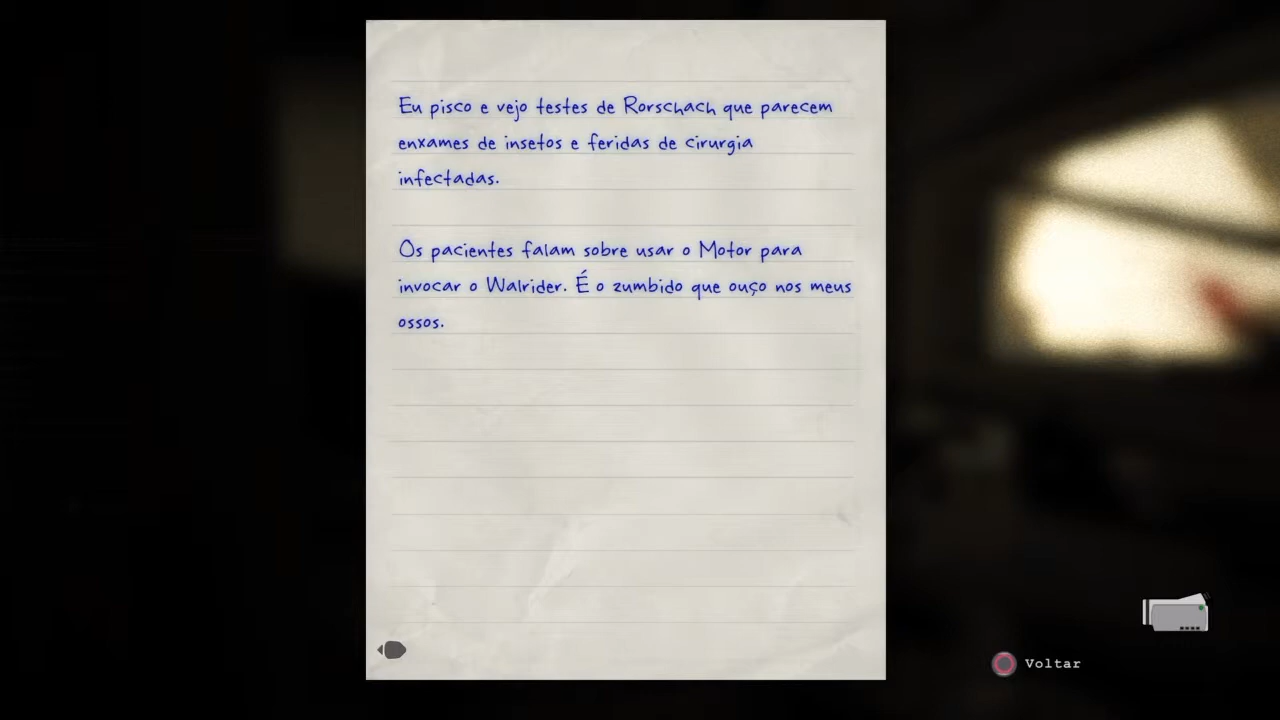 Eu pisco e vejo testes de Rorschach que parecem
enxames de insetos e feridas de cirurgia
infectadas.
Os pacientes falam sobre usar o Motor para
invocar o Walrider. É o zumbido que ouço nos meus
ossos.
Voltar